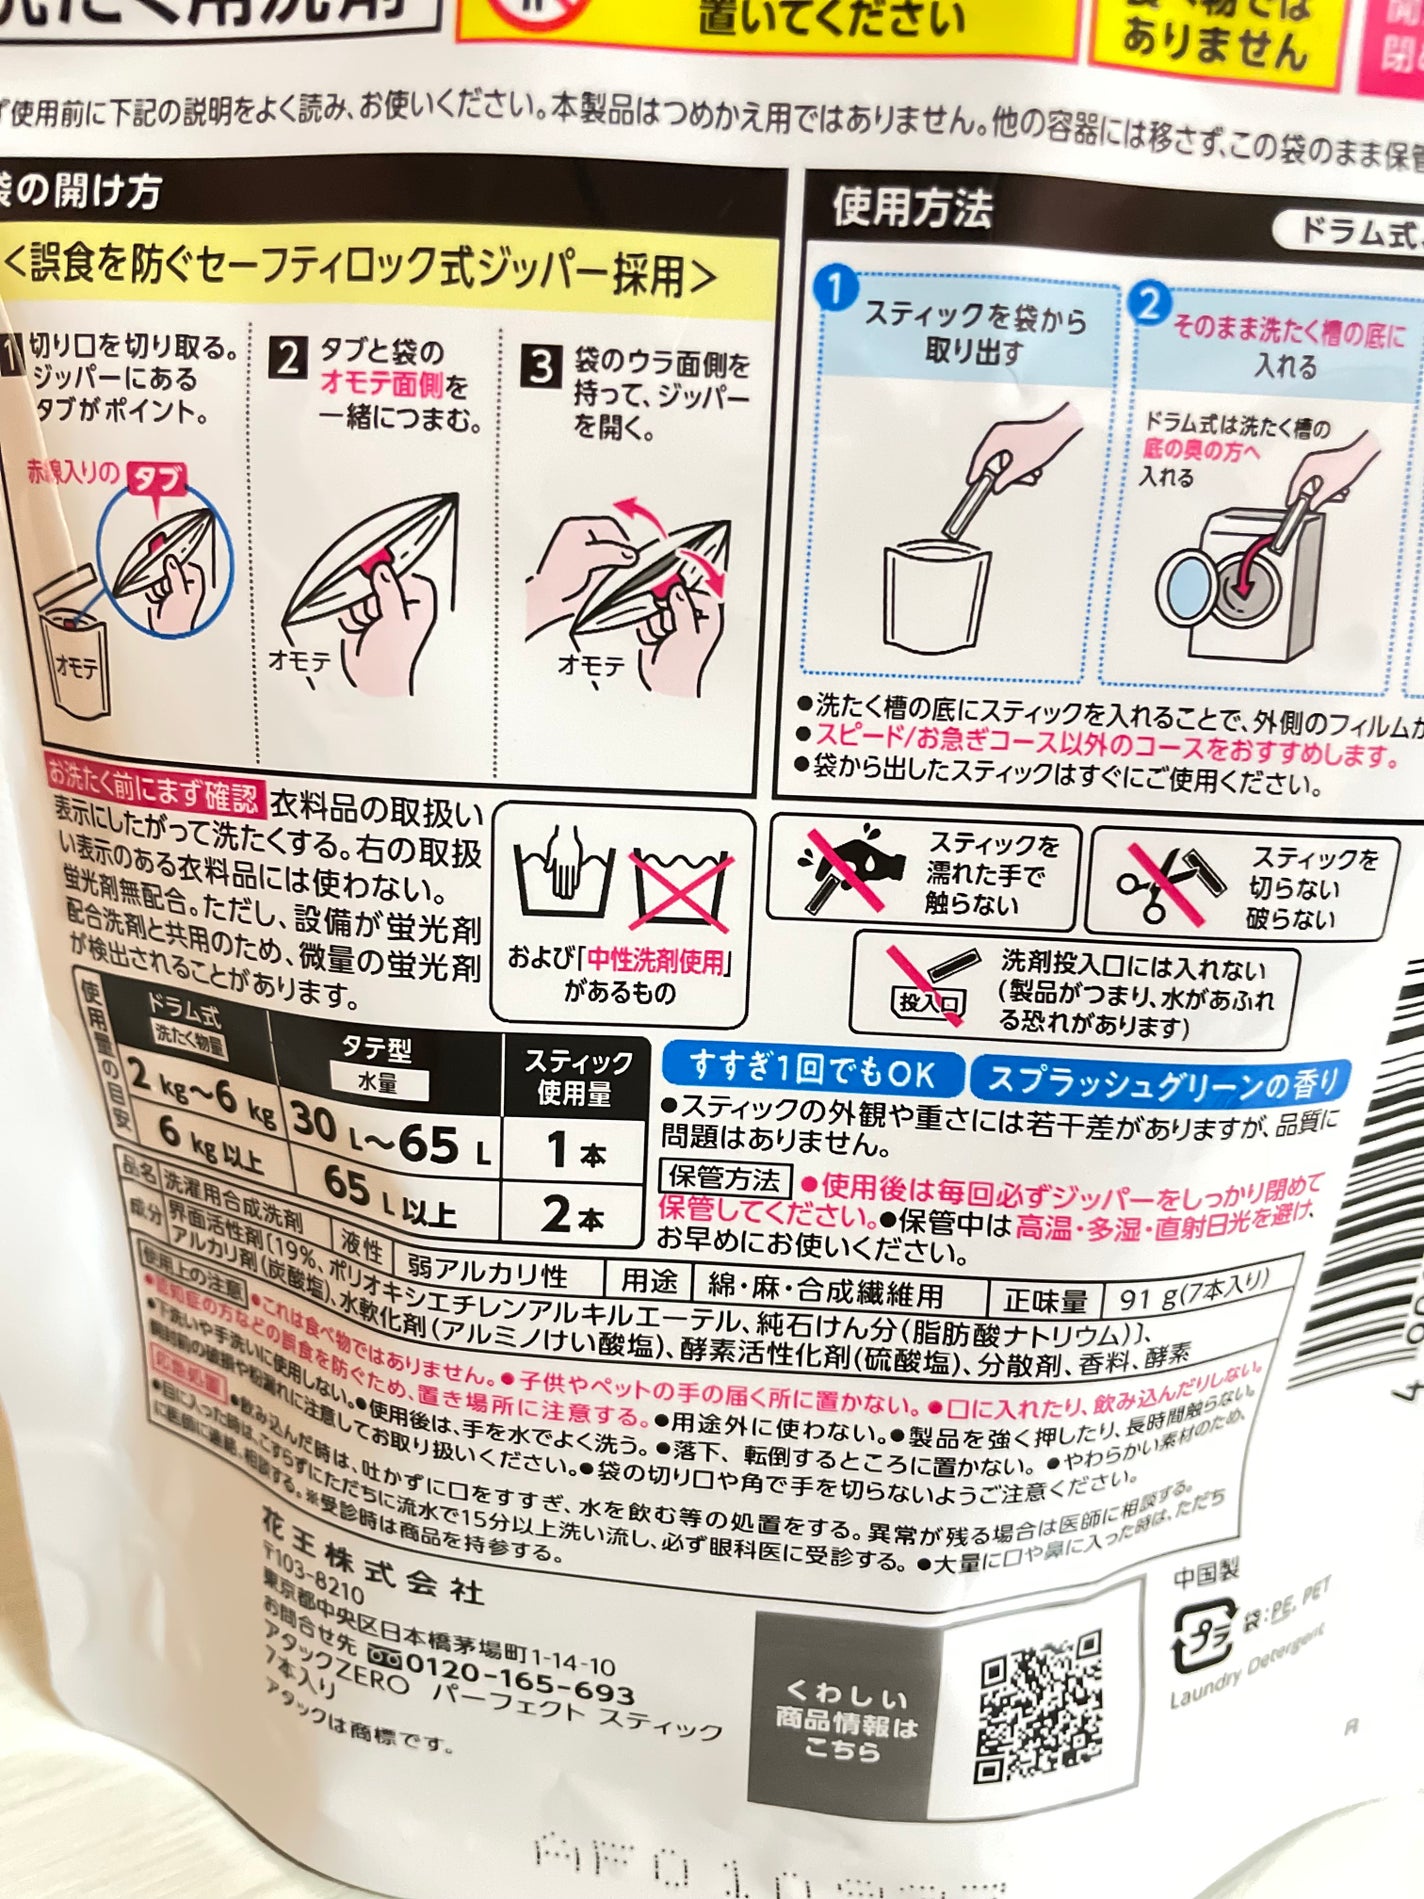 洗たく用洗剤
置いてください
食べ物では
ありません
使用前に下記の説明をよく読み、お使いください。本製品はつめかえ用ではありません。他の容器には移さず、この袋のまま保管
袋の開け方
<誤食を防ぐセーフティロック式ジッパー採用>
1 切り口を切り取る。
ジッパーにある
タブがポイント。
赤線入りの タブ
オモテ
2 タブと袋の
オモテ面側を
一緒につまむ。
オモテ
3 袋のウラ面側を
持って、ジッパー
を開く。
オモテ
使用方法
ドラム式
1 スティックを袋から
取り出す
2 そのまま洗たく槽の底に
入れる
ドラム式は洗たく槽の
底の奥の方へ
入れる
●洗たく槽の底にスティックを入れることで、外側のフィルムが
●スピード/お急ぎコース以外のコースをおすすめします。
●袋から出したスティックはすぐにご使用ください。
お洗たく前にまず確認 衣料品の取扱い
表示にしたがって洗たくする。右の取扱
い表示のある衣料品には使わない。
蛍光剤無配合。ただし、設備が蛍光剤
配合洗剤と共用のため、微量の蛍光剤
が検出されることがあります。
および「中性洗剤使用」
があるもの
スティックを
濡れた手で
触らない
スティックを
切らない
破らない
投入口
洗剤投入口には入れない
(製品がつまり、水があふれ
る恐れがあります)
使用量の目安
ドラム式 洗たく物量
タテ型 水量
スティック使用量
2kg～6kg 30L～65L 1本
6kg以上 65L以上 2本
すすぎ1回でもOK
スプラッシュグリーンの香り
●スティックの外観や重さには若干差がありますが、品質に
問題はありません。
保管方法 ●使用後は毎回必ずジッパーをしっかり閉めて
保管してください。●保管中は高温・多湿・直射日光を避け、
お早めにお使いください。
品名 洗濯用合成洗剤 液性 弱アルカリ性 用途 綿・麻・合成繊維用 正味量 91g(7本入り)
成分 界面活性剤[19%、ポリオキシエチレンアルキルエーテル、純石けん分(脂肪酸ナトリウム)]、
アルカリ剤(炭酸塩)、水軟化剤(アルミノけい酸塩)、酵素活性化剤(硫酸塩)、分散剤、香料、酵素
使用上の注意 ●これは食べ物ではありません。●子供やペットの手の届く所に置かない。●口に入れたり、飲み込んだりしない。
●認知症の方などの誤食を防ぐため、置き場所に注意する。●用途外に使わない。●製品を強く押したり、長時間触らない。
●下洗いや手洗いに使用しない。●使用後は、手を水でよく洗う。●落下、転倒するところに置かない。●やわらかい素材のため、
開封前の破損や粉漏れに注意してお取り扱いください。●袋の切り口や角で手を切らないようご注意ください。
応急処置 ●飲み込んだ時は、吐かずに口をすすぎ、水を飲む等の処置をする。異常が残る場合は医師に相談する。
●目に入った時は、こすらずにただちに流水で15分以上洗い流し、必ず眼科医に受診する。●大量に口や鼻に入った時は、ただち
に医師に連絡、相談する。※受診時は商品を持参する。
花王株式会社
〒103-8210
東京都中央区日本橋茅場町1-14-10
お問合せ先 0120-165-693
アタックZERO パーフェクト スティック
7本入り
アタックは商標です。
くわしい
商品情報は
こちら
中国製
プラ 袋:PE, PET
Laundry Detergent